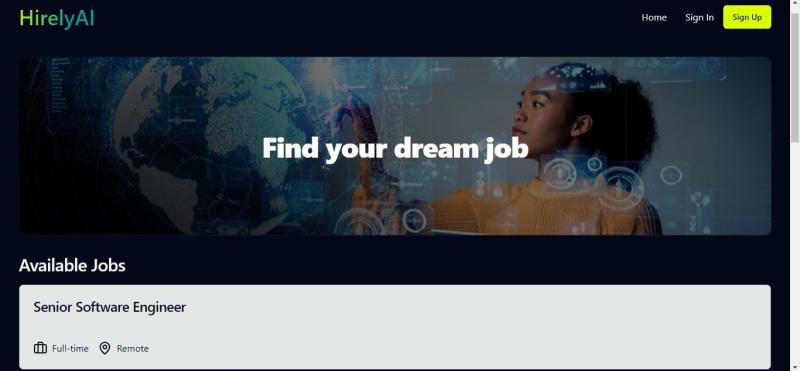 HirelyAI
Home
Sign In
Sign Up
Find your dream job
Available Jobs
Senior Software Engineer
Full-time
Remote